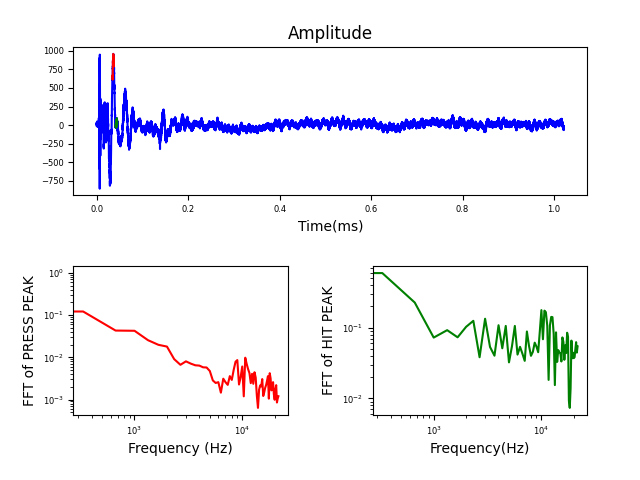 Amplitude
1000
750
500
250
0
−250
−500
−750
0.0 0.2 0.4 0.6 0.8 1.0
Time(ms)
FFT of PRESS PEAK
10⁰
10⁻¹
10⁻²
10⁻³
10³ 10⁴
Frequency (Hz)
FFT of HIT PEAK
10⁻¹
10⁻²
10³ 10⁴
Frequency(Hz)